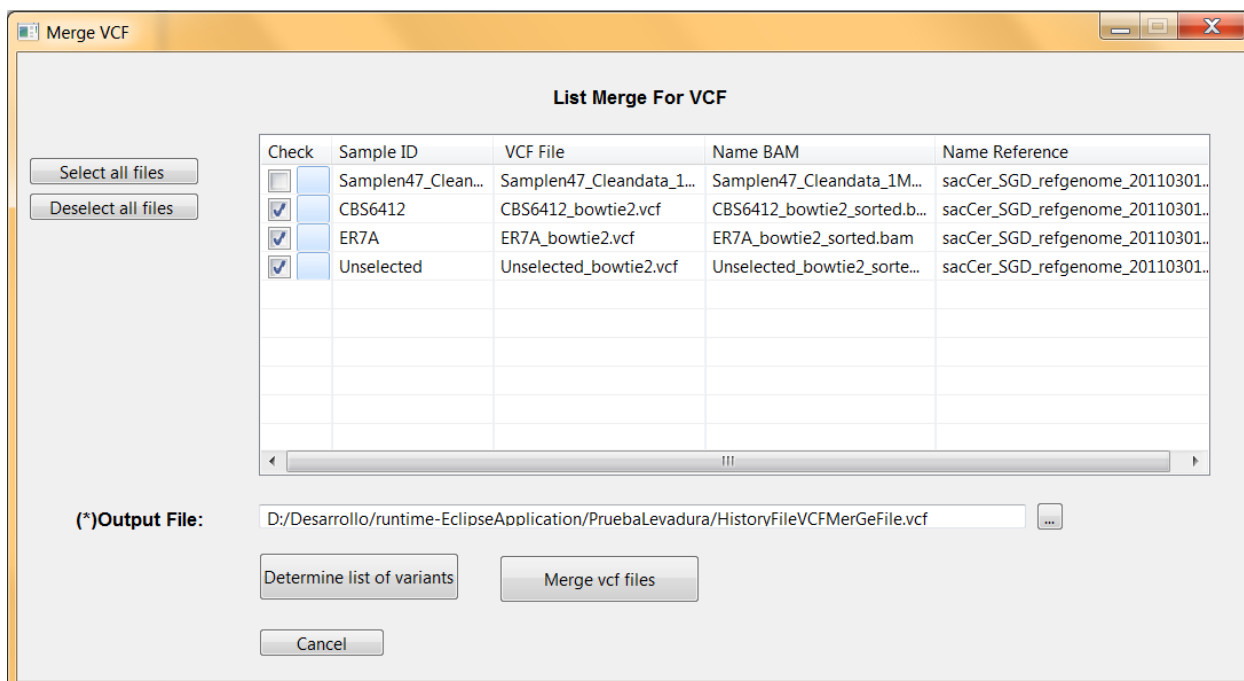 Merge VCF
List Merge For VCF
Select all files
Deselect all files
Check Sample ID VCF File Name BAM Name Reference
Samplen47_Clean... Samplen47_Cleandata_1... Samplen47_Cleandata_1M... sacCer_SGD_refgenome_20110301..
CBS6412 CBS6412_bowtie2.vcf CBS6412_bowtie2_sorted.b... sacCer_SGD_refgenome_20110301..
ER7A ER7A_bowtie2.vcf ER7A_bowtie2_sorted.bam sacCer_SGD_refgenome_20110301..
Unselected Unselected_bowtie2.vcf Unselected_bowtie2_sorte... sacCer_SGD_refgenome_20110301..
(*)Output File: D:/Desarrollo/runtime-EclipseApplication/PruebaLevadura/HistoryFileVCFMerGeFile.vcf ...
Determine list of variants Merge vcf files
Cancel